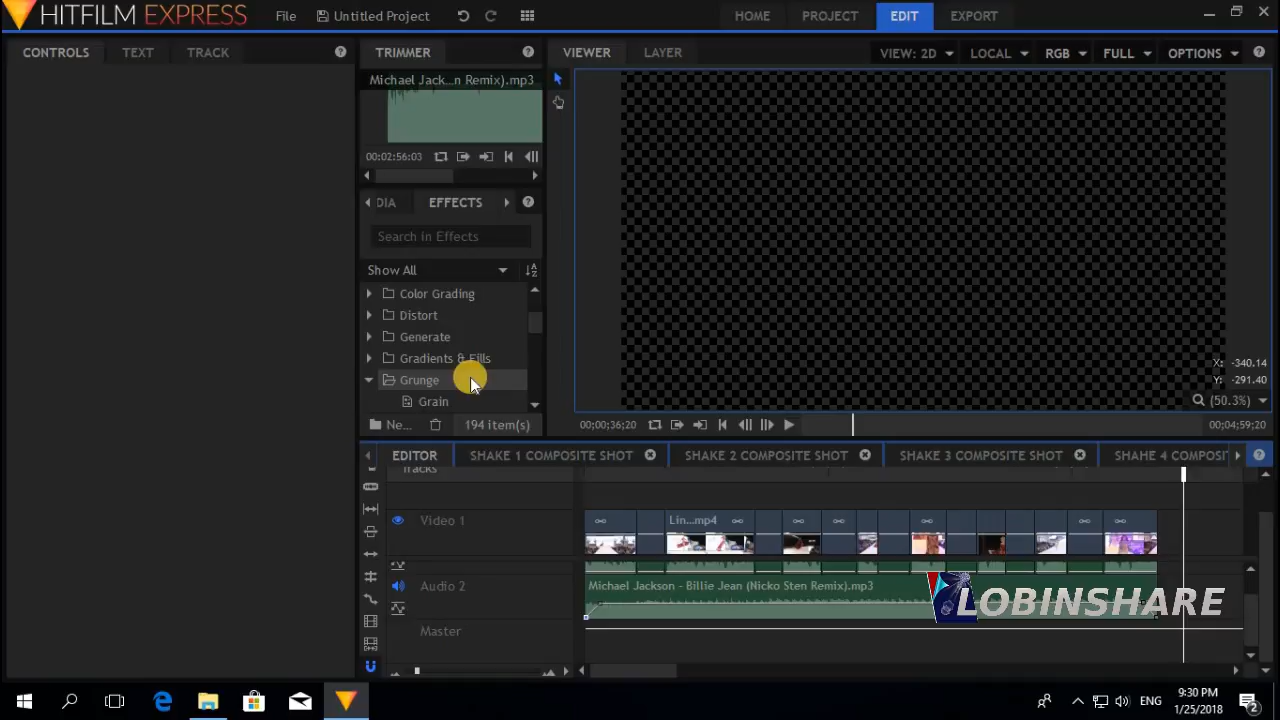 HITFILM EXPRESS File Untitled Project HOME PROJECT EDIT EXPORT
CONTROLS TEXT TRACK
TRIMMER
VIEWER LAYER VIEW: 2D LOCAL RGB FULL OPTIONS
Michael Jack...n Remix).mp3
00:02:56:03
DIA EFFECTS
Search in Effects
Show All
Color Grading
Distort
Generate
Gradients & Fills
Grunge
Grain
Ne... 194 item(s)
X: -340.14
Y: -291.40
(50.3%)
00;00;36;20
00;04;59;20
EDITOR SHAKE 1 COMPOSITE SHOT SHAKE 2 COMPOSITE SHOT SHAKE 3 COMPOSITE SHOT SHAHE 4 COMPOSIT
Tracks
Video 1
Lin...mp4
Audio 2
Michael Jackson - Billie Jean (Nicko Sten Remix).mp3
Master
LOBINSHARE
ENG
9:30 PM
1/25/2018
2